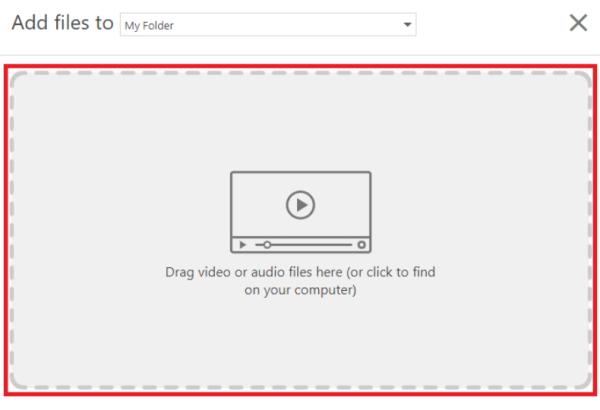 Add files to My Folder
Drag video or audio files here (or click to find
on your computer)